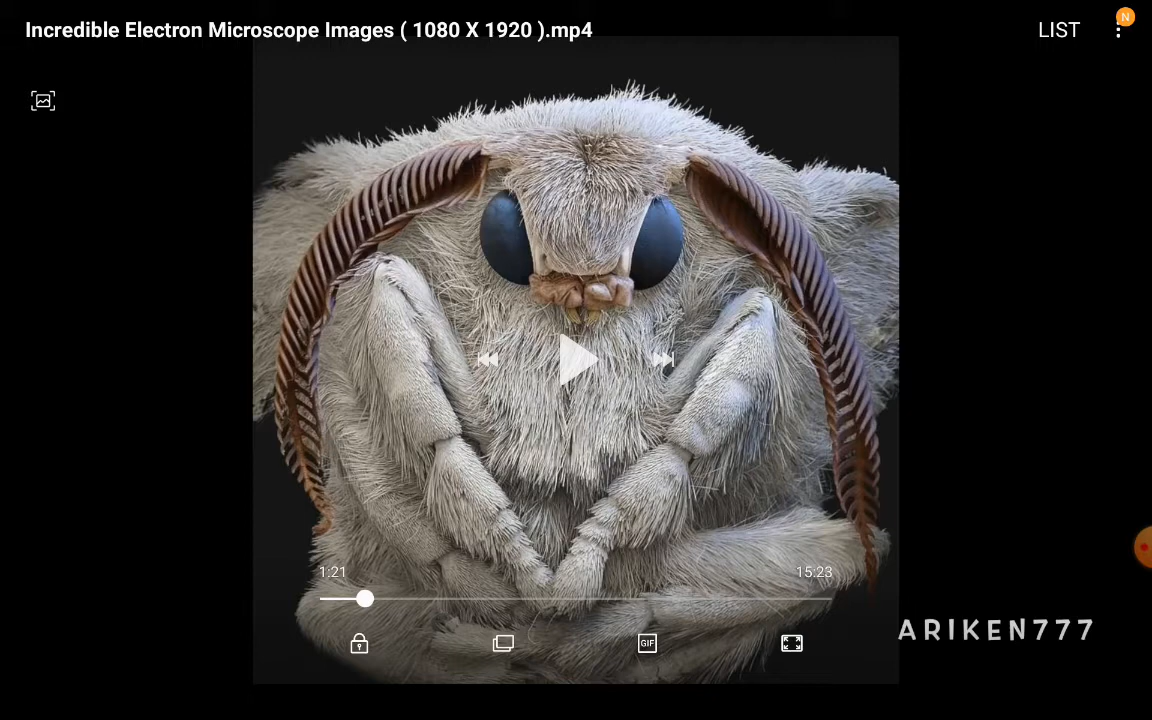 Incredible Electron Microscope Images ( 1080 X 1920 ).mp4
LIST
N
1:21
15:23
GIF
ARIKEN777